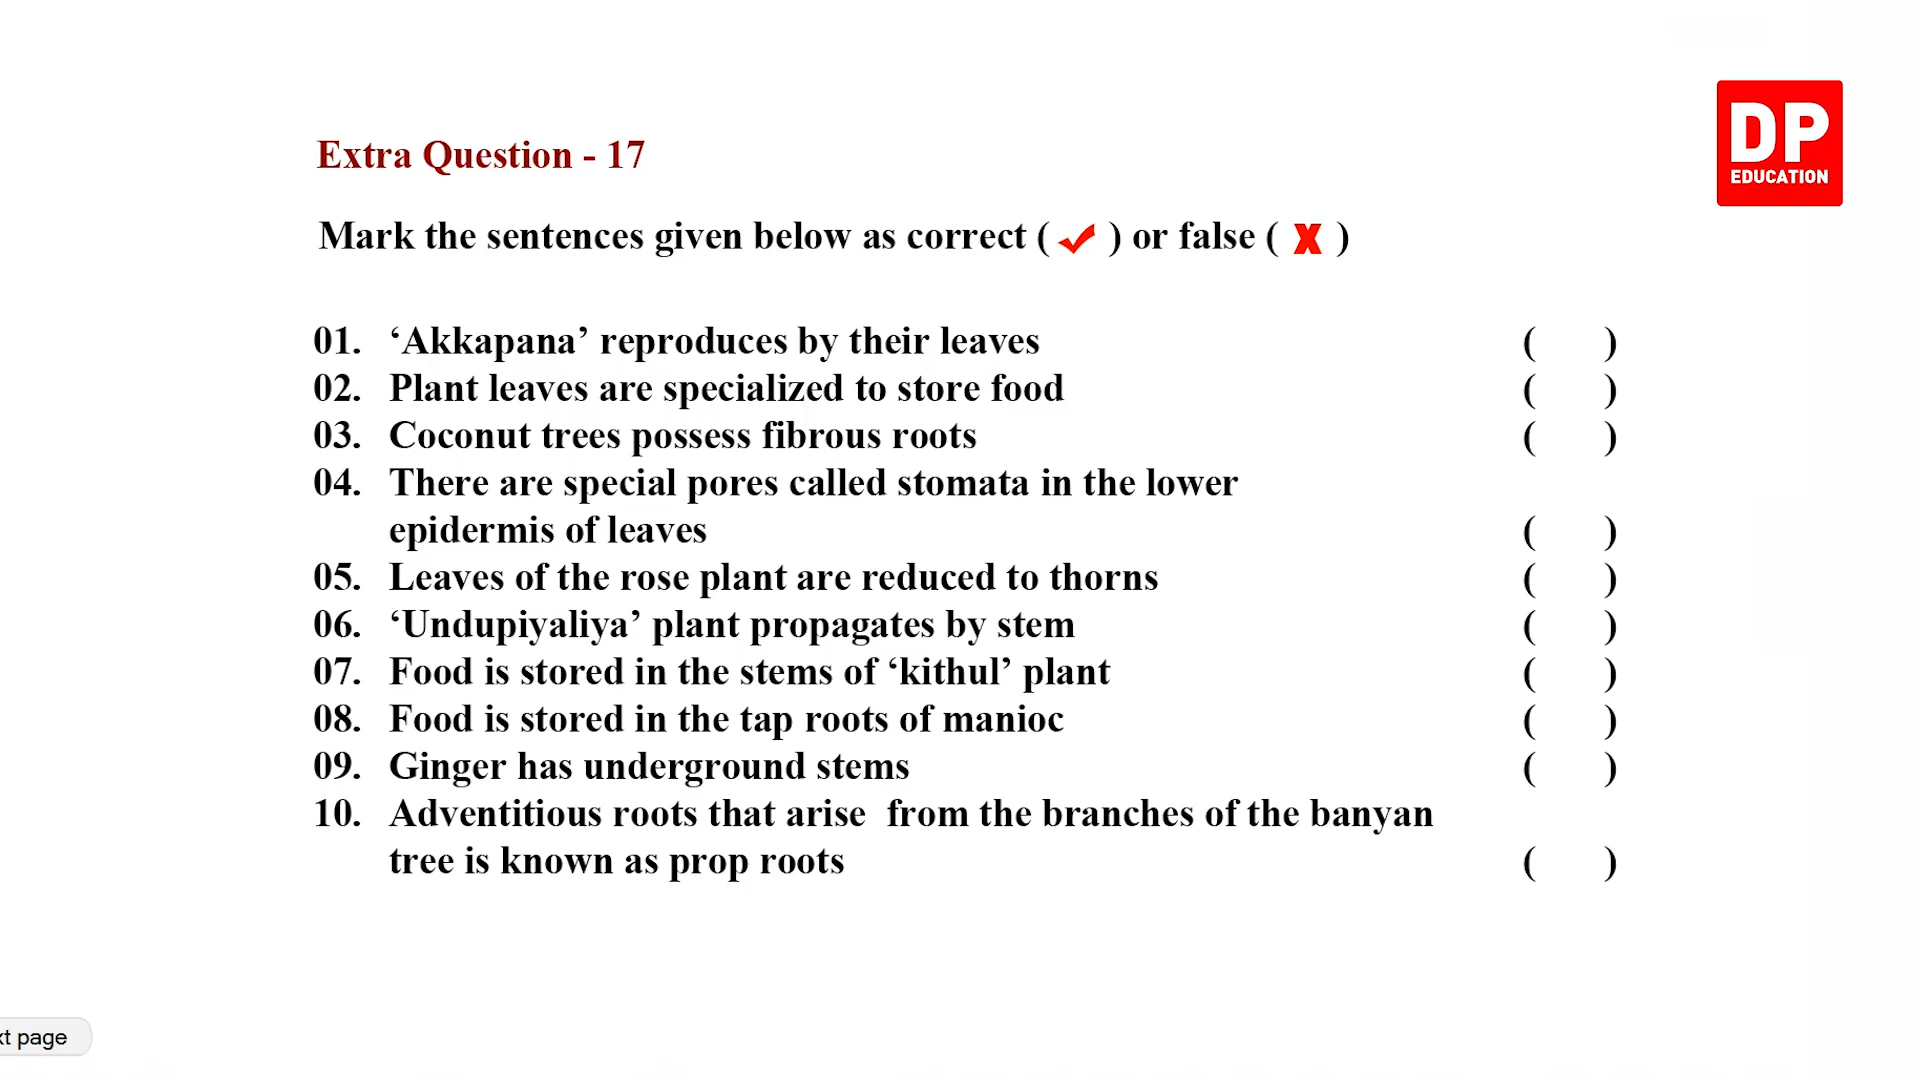 DP
EDUCATION
Extra Question - 17
Mark the sentences given below as correct ( ✓ ) or false ( X )
01. ‘Akkapana’ reproduces by their leaves ( )
02. Plant leaves are specialized to store food ( )
03. Coconut trees possess fibrous roots ( )
04. There are special pores called stomata in the lower
epidermis of leaves ( )
05. Leaves of the rose plant are reduced to thorns ( )
06. ‘Undupiyaliya’ plant propagates by stem ( )
07. Food is stored in the stems of ‘kithul’ plant ( )
08. Food is stored in the tap roots of manioc ( )
09. Ginger has underground stems ( )
10. Adventitious roots that arise from the branches of the banyan
tree is known as prop roots ( )
xt page